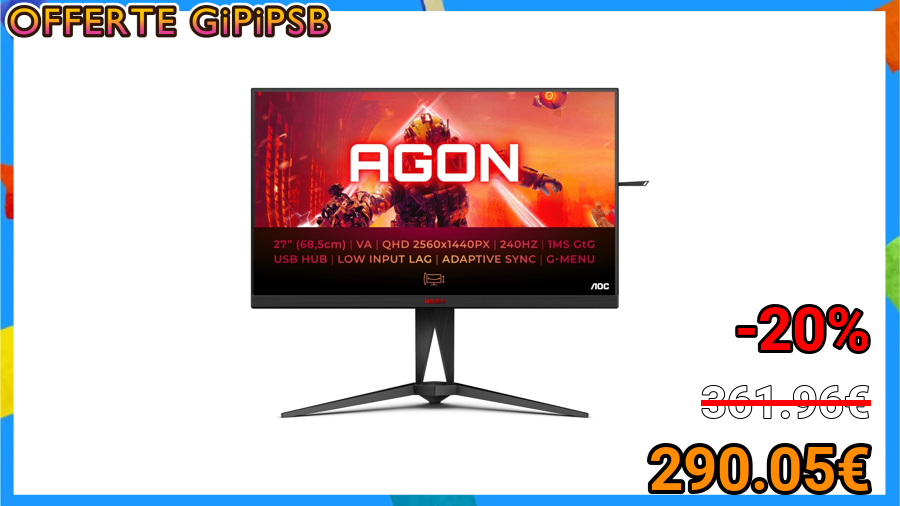 OFFERTE GiPiPSB
AGON
27” (68,5cm) | VA | QHD 2560x1440PX | 240HZ | 1MS GtG
USB HUB | LOW INPUT LAG | ADAPTIVE SYNC | G-MENU
AOC
AGON
-20%
361.96€
290.05€